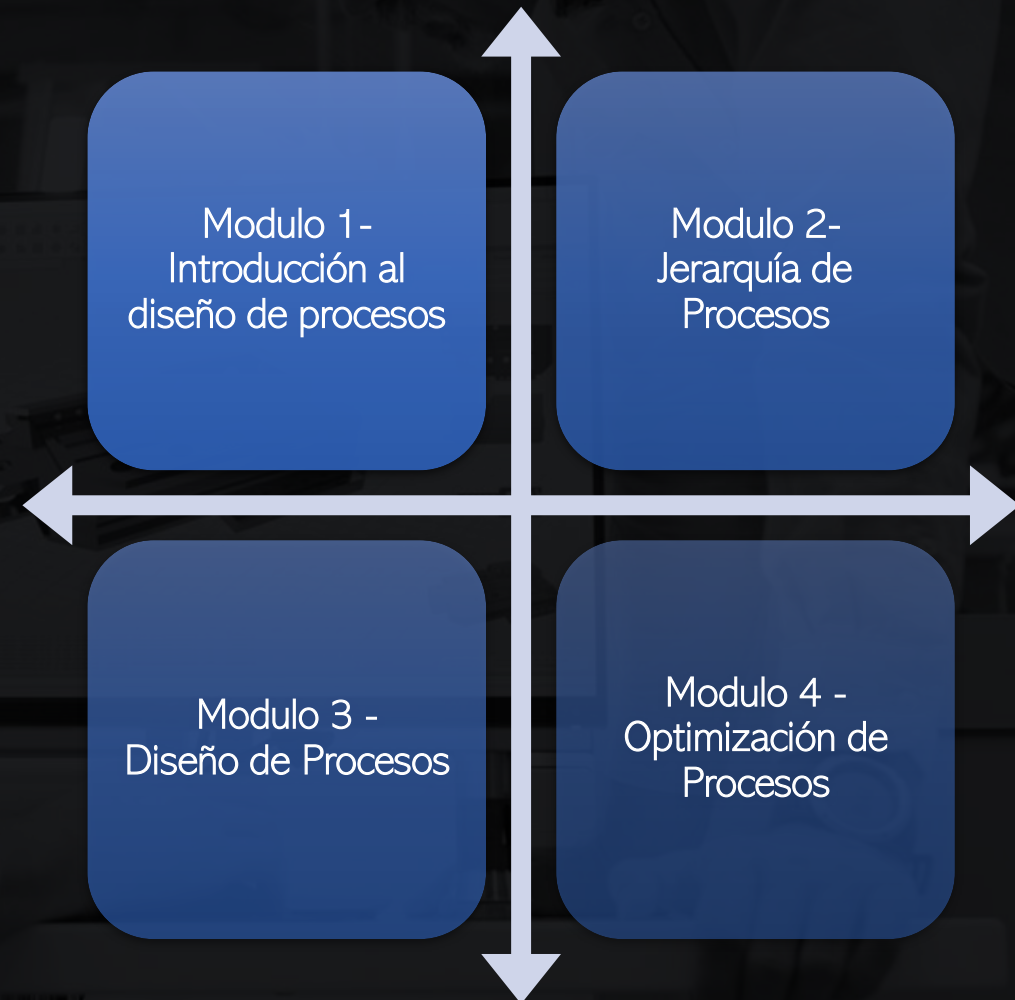 Modulo 1-
Introducción al
diseño de procesos
Modulo 2-
Jerarquía de
Procesos
Modulo 3 -
Diseño de Procesos
Modulo 4 -
Optimización de
Procesos